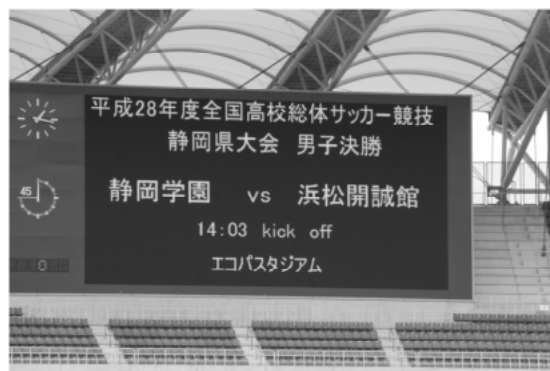 平成28年度全国高校総体サッカー競技
静岡県大会 男子決勝
静岡学園 vs 浜松開誠館
14:03 kick off
エコパスタジアム
45
0